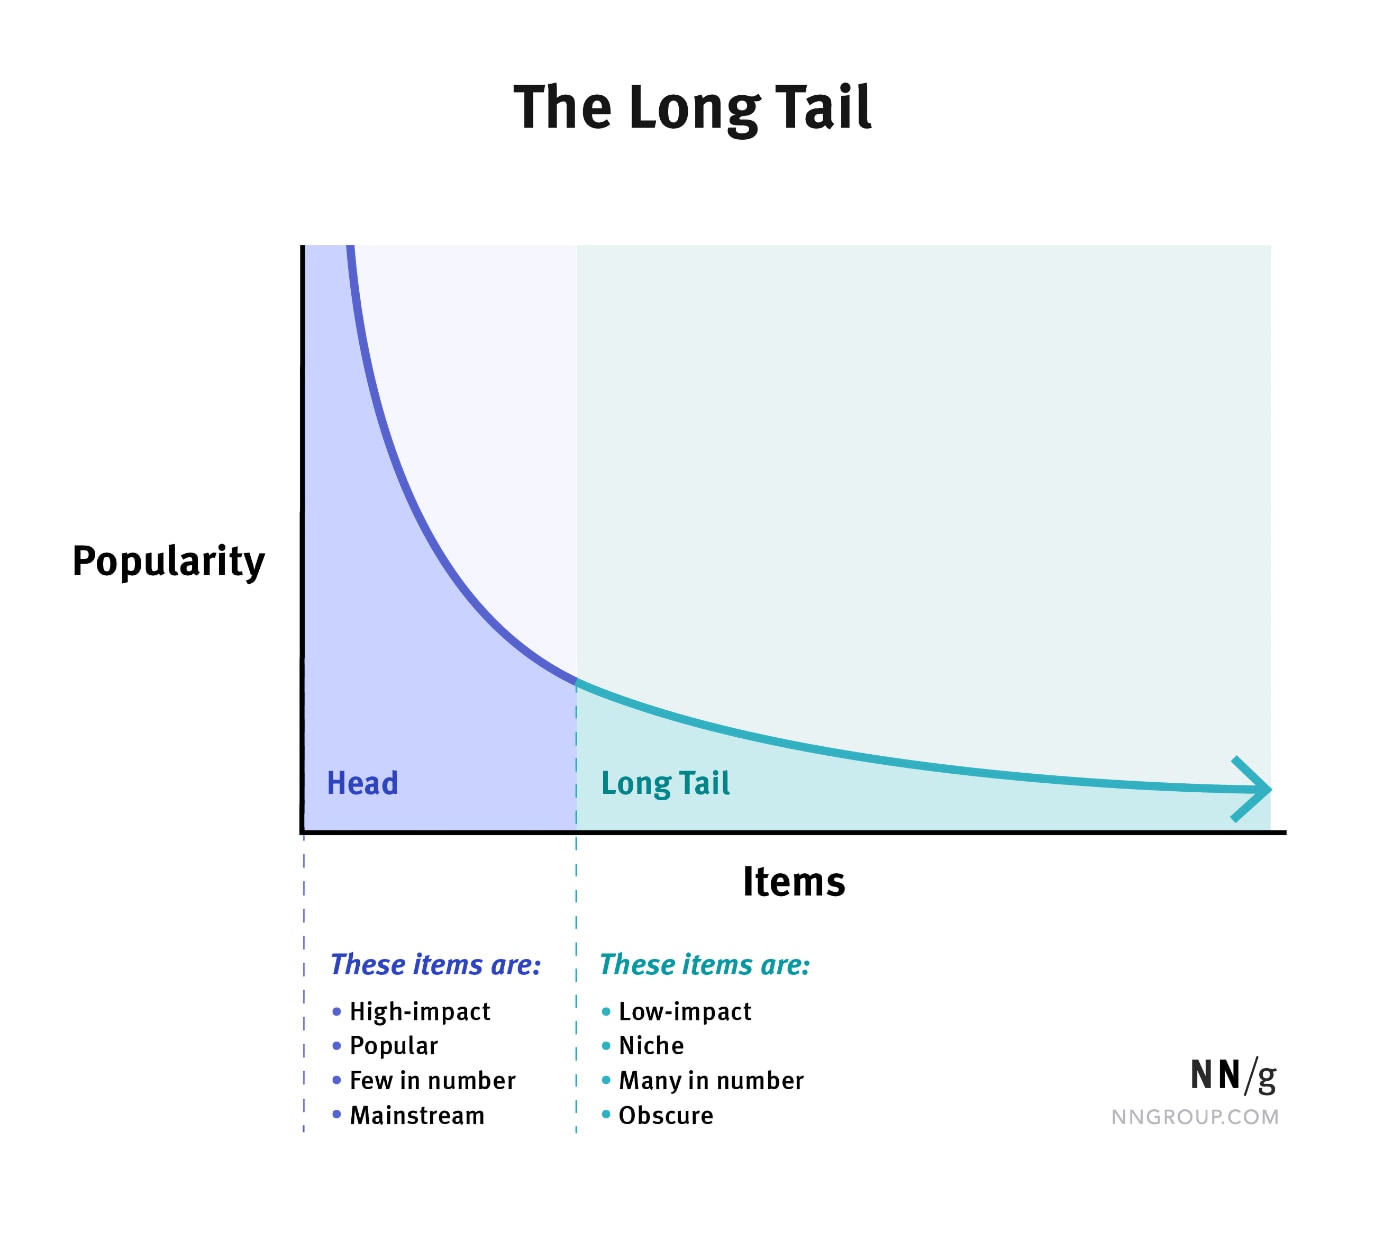 The Long Tail
Popularity
Head
Long Tail
Items
These items are:
• High-impact
• Popular
• Few in number
• Mainstream
These items are:
• Low-impact
• Niche
• Many in number
• Obscure
NN/g
NNGROUP.COM